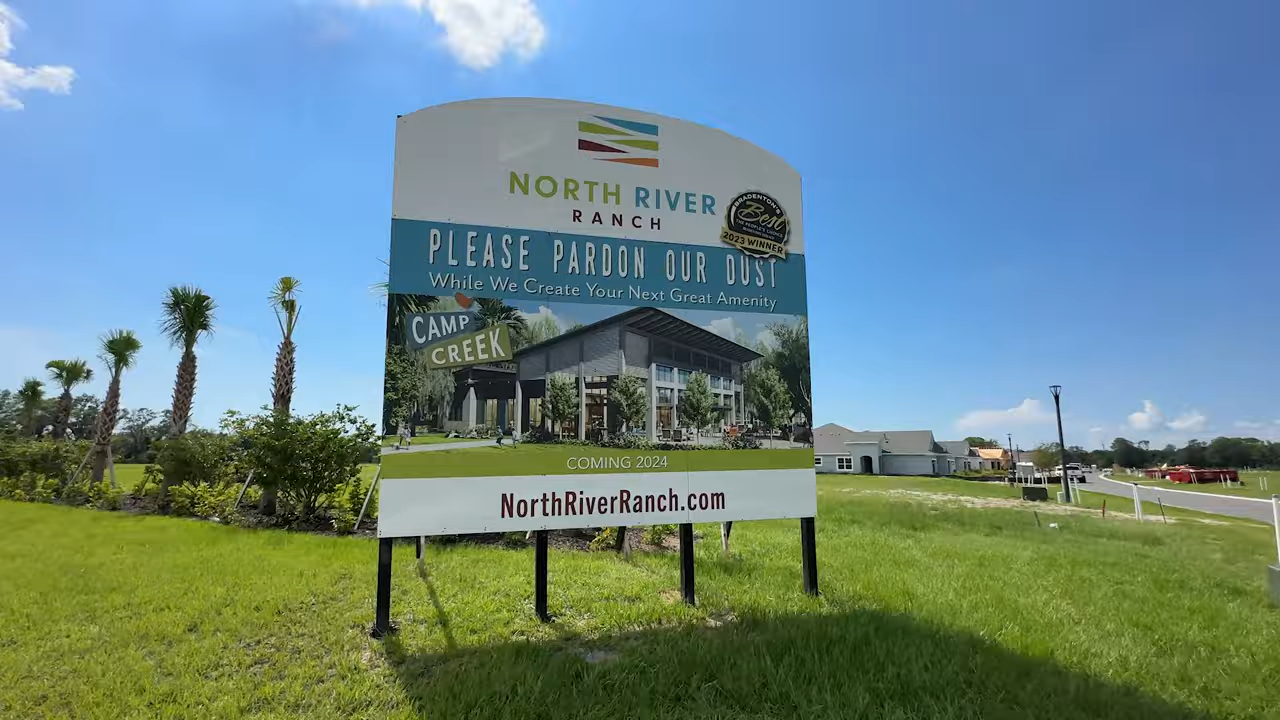 NORTH RIVER
RANCH
BRADENTON'S
Best
2023 WINNER
PLEASE PARDON OUR DUST
While We Create Your Next Great Amenity
CAMP
CREEK
COMING 2024
NorthRiverRanch.com